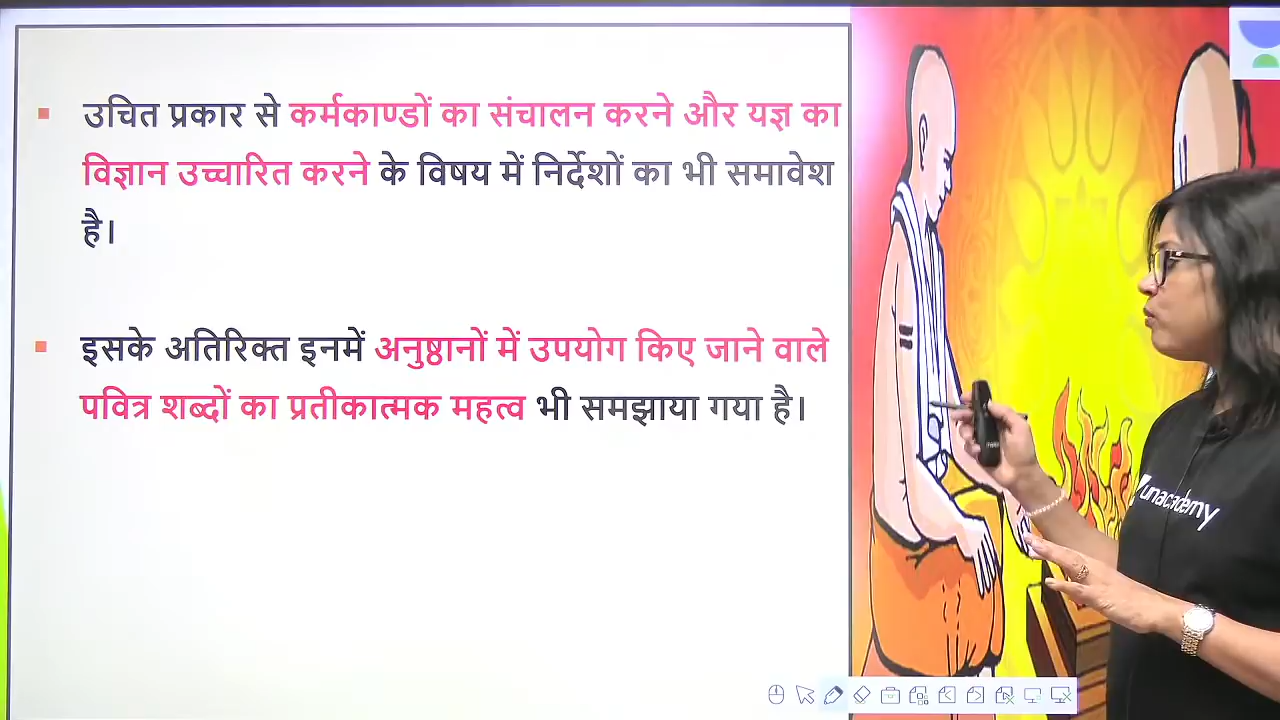 उचित प्रकार से कर्मकाण्डों का संचालन करने और यज्ञ का
विज्ञान उच्चारित करने के विषय में निर्देशों का भी समावेश
है।
इसके अतिरिक्त इनमें अनुष्ठानों में उपयोग किए जाने वाले
पवित्र शब्दों का प्रतीकात्मक महत्व भी समझाया गया है।
unacademy